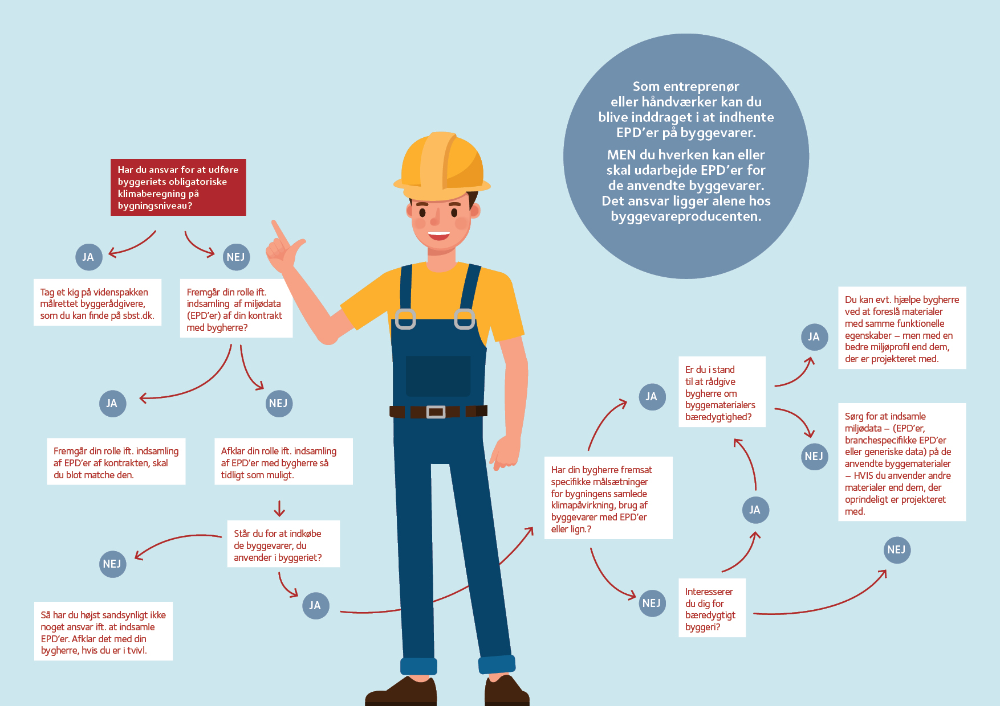 Som entreprenør
eller håndværker kan du
blive inddraget i at indhente
EPD’er på byggevarer.
MEN du hverken kan eller
skal udarbejde EPD’er for
de anvendte byggevarer.
Det ansvar ligger alene hos
byggevareproducenten.
Har du ansvar for at udføre
byggeriets obligatoriske
klimaberegning på
bygningsniveau?
JA
NEJ
Tag et kig på videnspakken
målrettet byggerådgivere,
som du kan finde på sbst.dk.
Fremgår din rolle ift.
indsamling af miljødata
(EPD’er) af din kontrakt
med bygherre?
JA
NEJ
Fremgår din rolle ift. indsamling
af EPD’er af kontrakten, skal
du blot matche den.
Afklar din rolle ift. indsamling
af EPD’er med bygherre så
tidligt som muligt.
Står du for at indkøbe
de byggevarer, du
anvender i byggeriet?
NEJ
JA
Så har du højst sandsynligt ikke
noget ansvar ift. at indsamle
EPD’er. Afklar det med din
bygherre, hvis du er i tvivl.
Har din bygherre fremsat
specifikke målsætninger
for bygningens samlede
klimapåvirkning, brug af
byggevarer med EPD’er
eller lign.?
JA
NEJ
Er du i stand
til at rådgive
bygherre om
byggematerialers
bæredygtighed?
JA
NEJ
Du kan evt. hjælpe bygherre
ved at foreslå materialer
med samme funktionelle
egenskaber – men med en
bedre miljøprofil end dem,
der er projekteret med.
Sørg for at indsamle
miljødata – (EPD’er,
branchespecifikke EPD’er
eller generiske data) på de
anvendte byggematerialer
– HVIS du anvender andre
materialer end dem, der
oprindeligt er projekteret
med.
Interesserer
du dig for
bæredygtigt
byggeri?
JA
NEJ